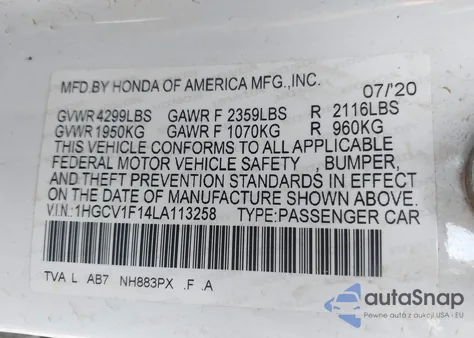 MFD.BY HONDA OF AMERICA MFG.,INC. 07/'20
GVWR 4299LBS GAWR F 2359LBS R 2116LBS
GVWR 1950KG GAWR F 1070KG R 960KG
THIS VEHICLE CONFORMS TO ALL APPLICABLE
FEDERAL MOTOR VEHICLE SAFETY , BUMPER,
AND THEFT PREVENTION STANDARDS IN EFFECT
ON THE DATE OF MANUFACTURE SHOWN ABOVE.
V.I.N.:1HGCV1F14LA113258 TYPE:PASSENGER CAR
TVA L AB7 NH883PX .F .A
autoSnap
Pewne auto z aukcji USA - EU